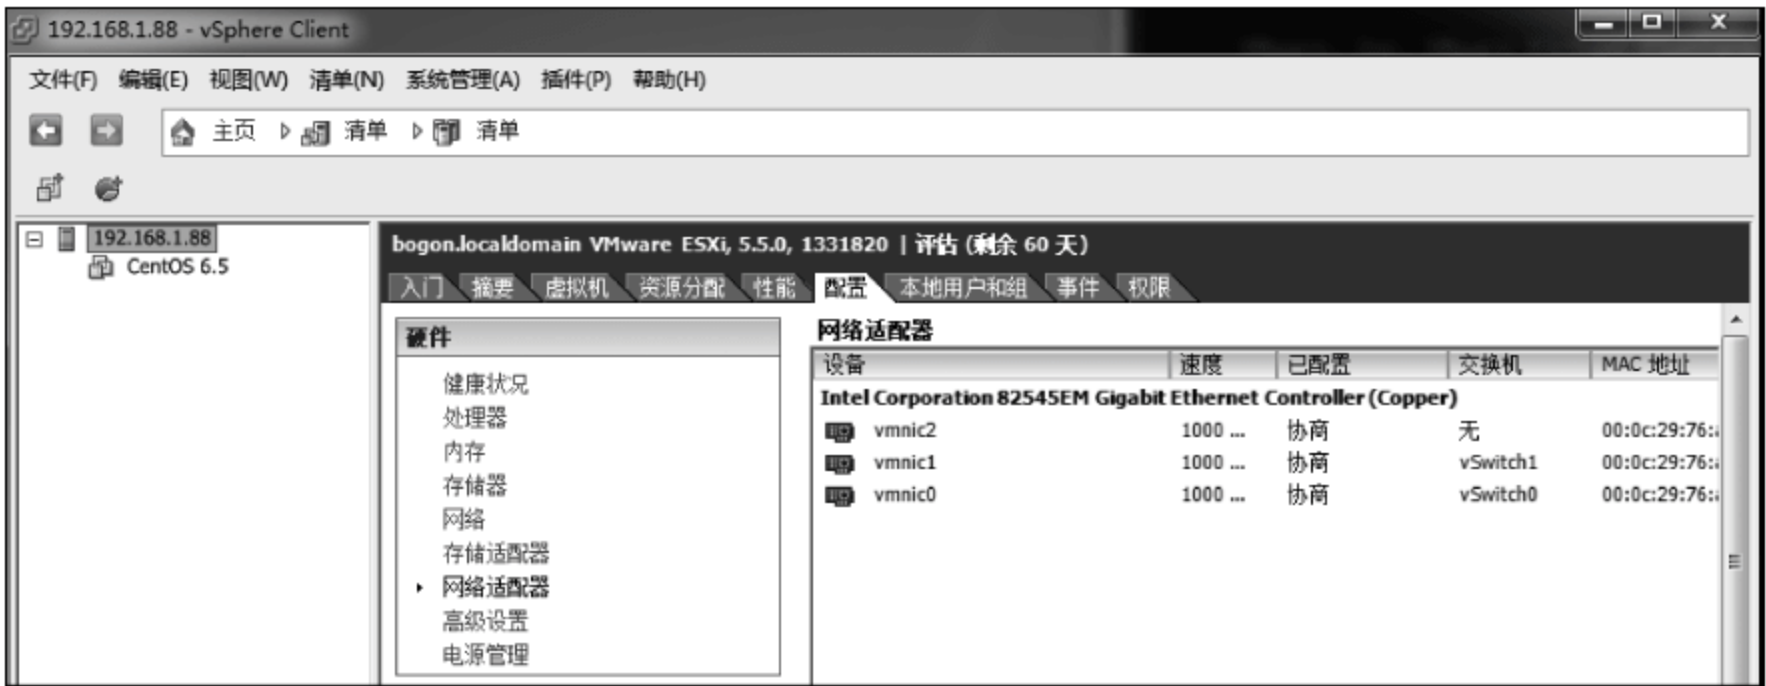 192.168.1.88 - vSphere Client
文件(F) 编辑(E) 视图(W) 清单(N) 系统管理(A) 插件(P) 帮助(H)
主页 清单 清单
192.168.1.88
CentOS 6.5
bogon.localdomain VMware ESXi, 5.5.0, 1331820 | 评估 (剩余 60 天)
入门 摘要 虚拟机 资源分配 性能 配置 本地用户和组 事件 权限
硬件
健康状况
处理器
内存
存储器
网络
存储适配器
网络适配器
高级设置
电源管理
网络适配器
设备 速度 已配置 交换机 MAC 地址
Intel Corporation 82545EM Gigabit Ethernet Controller (Copper)
vmnic2 1000 ... 协商 无 00:0c:29:76:
vmnic1 1000 ... 协商 vSwitch1 00:0c:29:76:
vmnic0 1000 ... 协商 vSwitch0 00:0c:29:76: